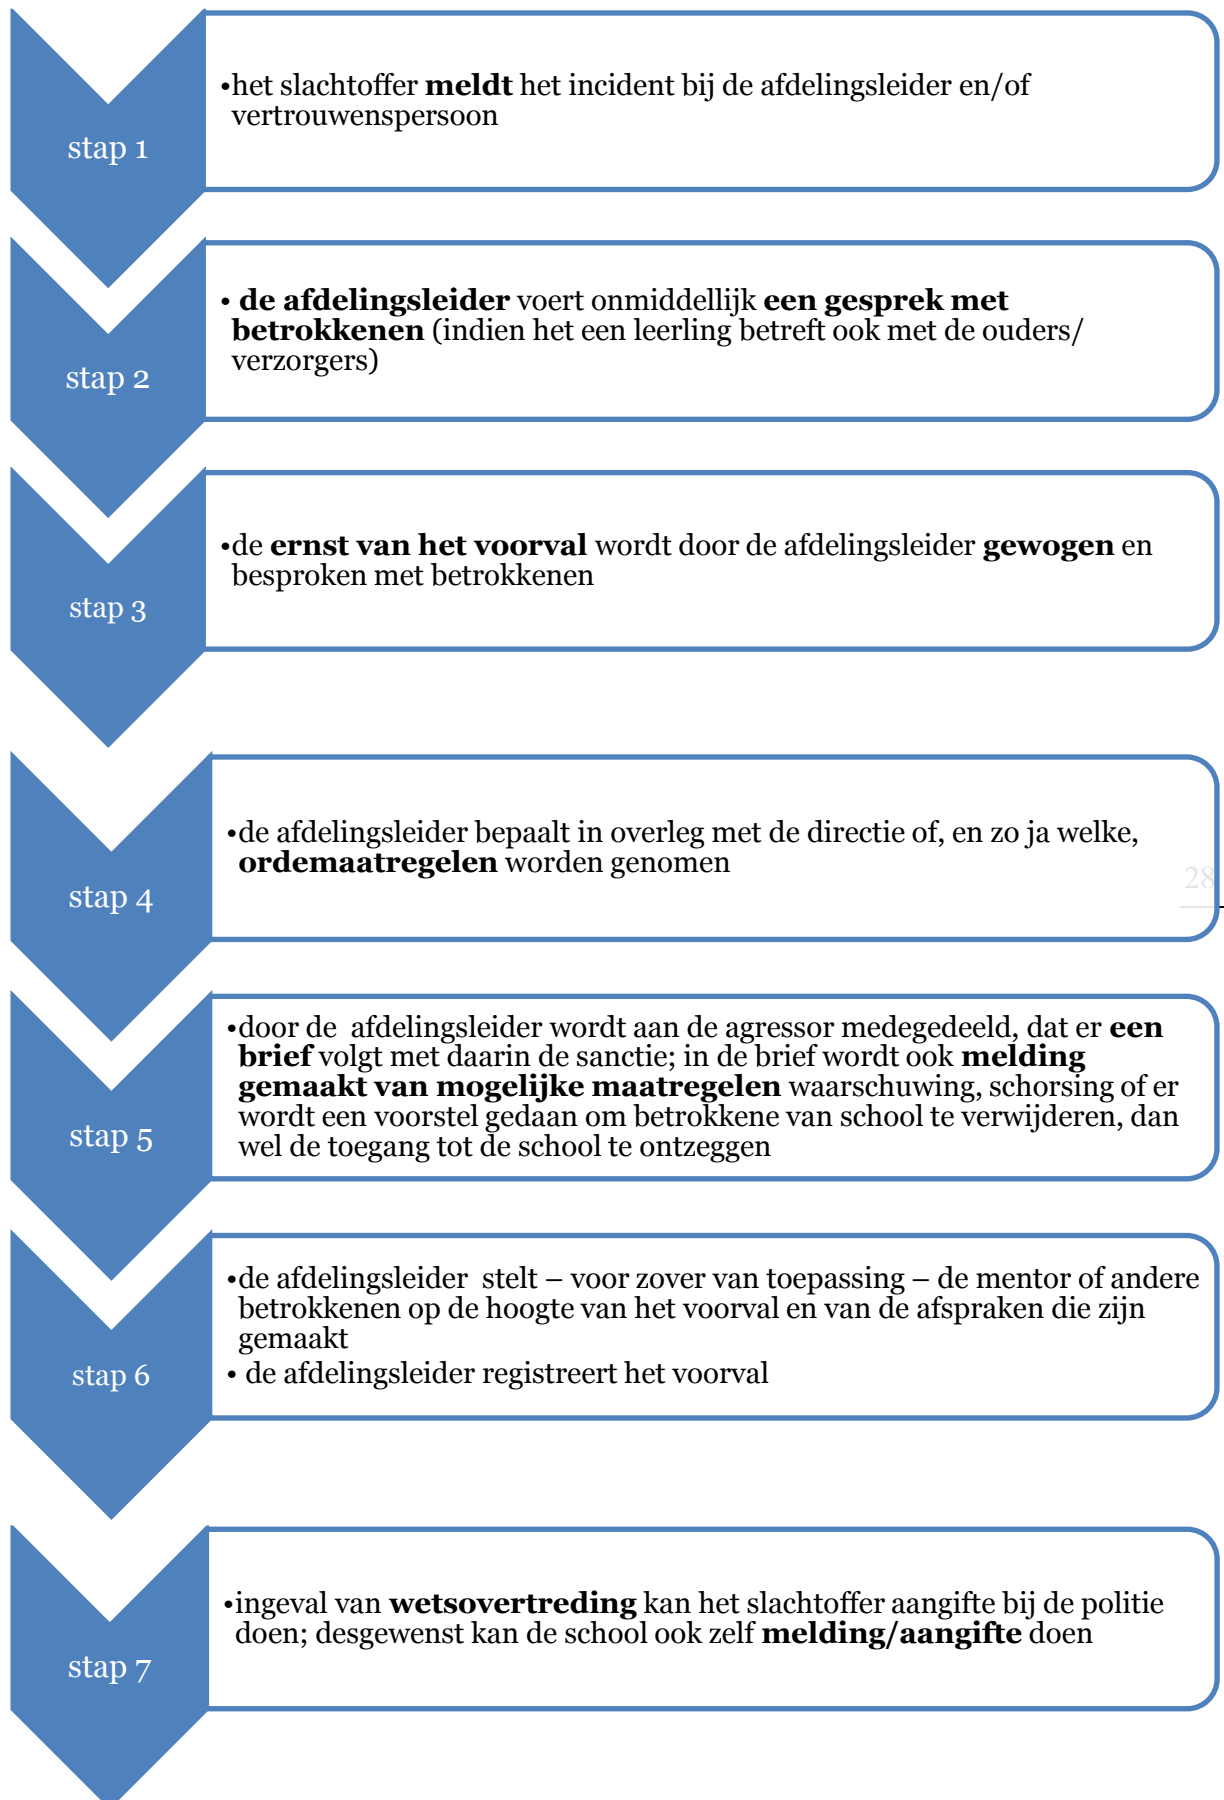 stap 1
•het slachtoffer meldt het incident bij de afdelingsleider en/of
vertrouwenspersoon
stap 2
• de afdelingsleider voert onmiddellijk een gesprek met
betrokkenen (indien het een leerling betreft ook met de ouders/
verzorgers)
stap 3
•de ernst van het voorval wordt door de afdelingsleider gewogen en
besproken met betrokkenen
stap 4
•de afdelingsleider bepaalt in overleg met de directie of, en zo ja welke,
ordemaatregelen worden genomen
28
stap 5
•door de  afdelingsleider wordt aan de agressor medegedeeld, dat er een
brief volgt met daarin de sanctie; in de brief wordt ook melding
gemaakt van mogelijke maatregelen waarschuwing, schorsing of er
wordt een voorstel gedaan om betrokkene van school te verwijderen, dan
wel de toegang tot de school te ontzeggen
stap 6
•de afdelingsleider  stelt – voor zover van toepassing – de mentor of andere
betrokkenen op de hoogte van het voorval en van de afspraken die zijn
gemaakt
• de afdelingsleider registreert het voorval
stap 7
•ingeval van wetsovertreding kan het slachtoffer aangifte bij de politie
doen; desgewenst kan de school ook zelf melding/aangifte doen